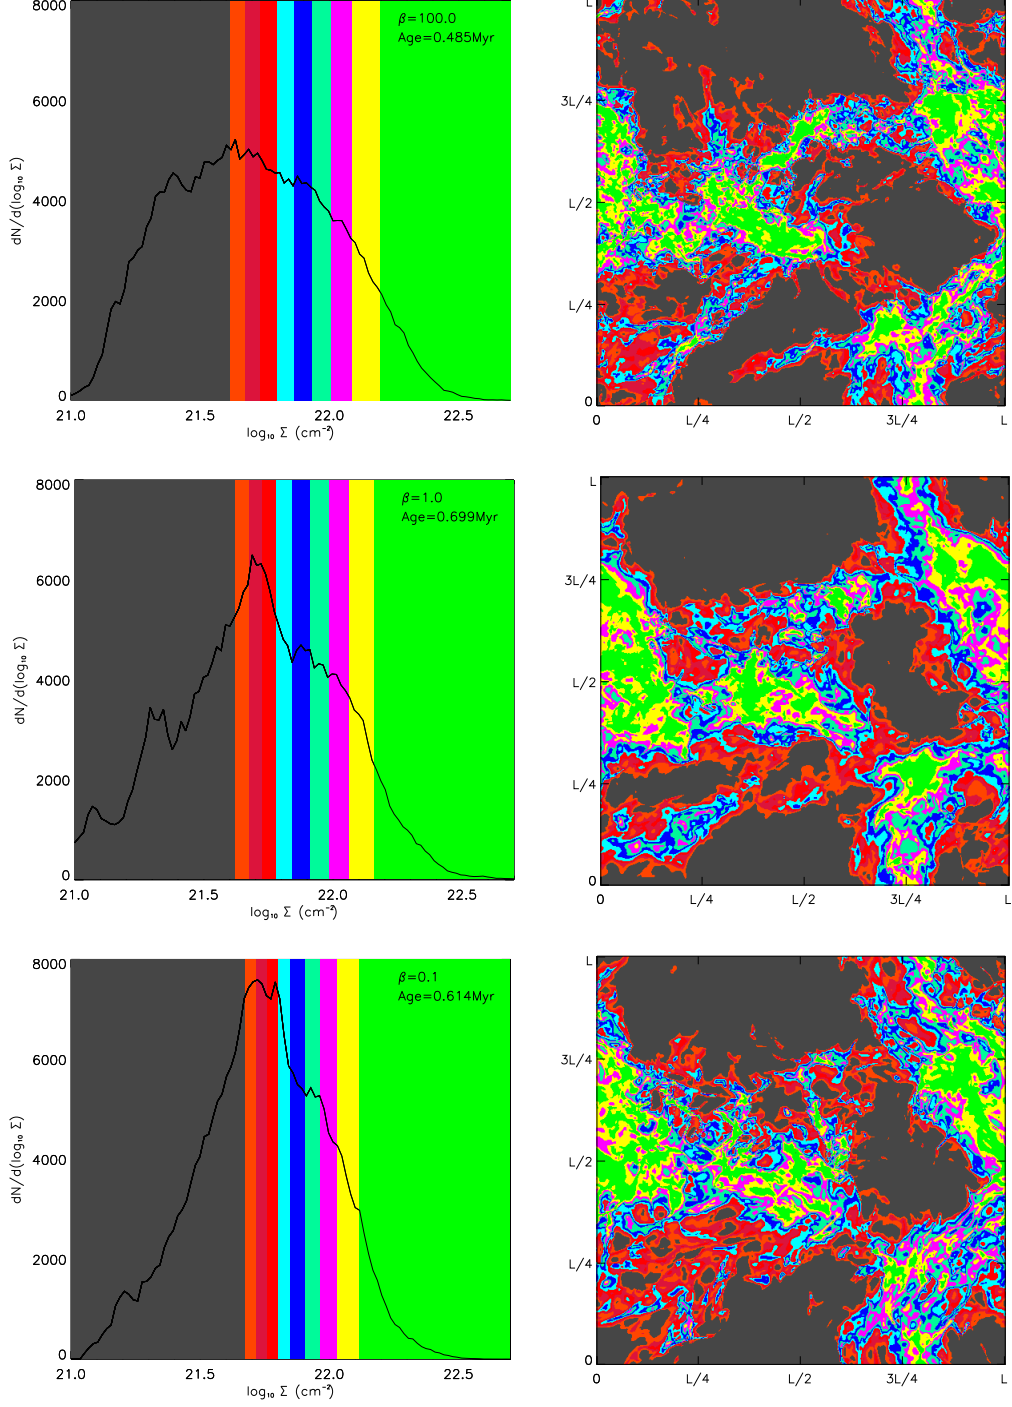 8000
6000
4000
2000
0
dN/d(log₁₀ Σ)
β=100.0
Age=0.485Myr
21.0 21.5 22.0 22.5
log₁₀ Σ (cm⁻²)
L
3L/4
L/2
L/4
0
0 L/4 L/2 3L/4 L
8000
6000
4000
2000
0
dN/d(log₁₀ Σ)
β=1.0
Age=0.699Myr
21.0 21.5 22.0 22.5
log₁₀ Σ (cm⁻²)
L
3L/4
L/2
L/4
0
0 L/4 L/2 3L/4 L
8000
6000
4000
2000
0
dN/d(log₁₀ Σ)
β=0.1
Age=0.614Myr
21.0 21.5 22.0 22.5
log₁₀ Σ (cm⁻²)
L
3L/4
L/2
L/4
0
0 L/4 L/2 3L/4 L